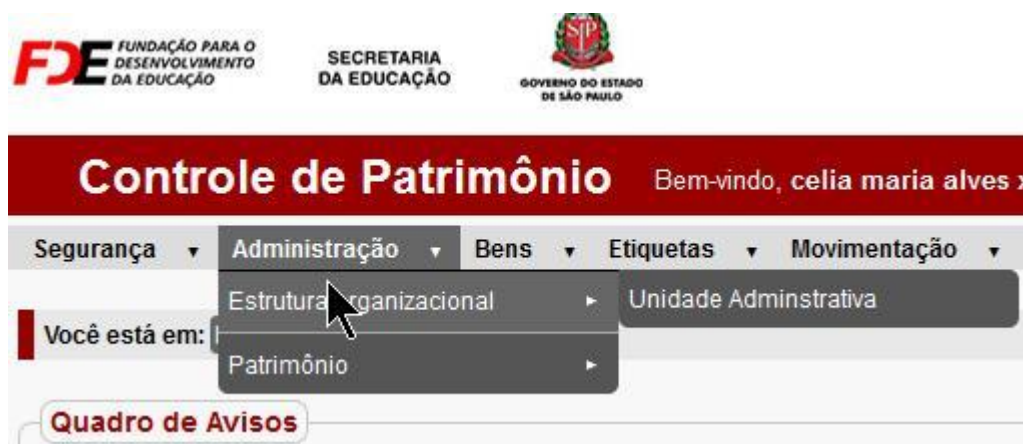 FDE FUNDAÇÃO PARA O
DESENVOLVIMENTO
DA EDUCAÇÃO
SECRETARIA
DA EDUCAÇÃO
SP
GOVERNO DO ESTADO
DE SÃO PAULO
Controle de Patrimônio Bem-vindo, celia maria alves
Segurança Administração Bens Etiquetas Movimentação
Estrutura organizacional Unidade Adminstrativa
Você está em:
Patrimônio
Quadro de Avisos